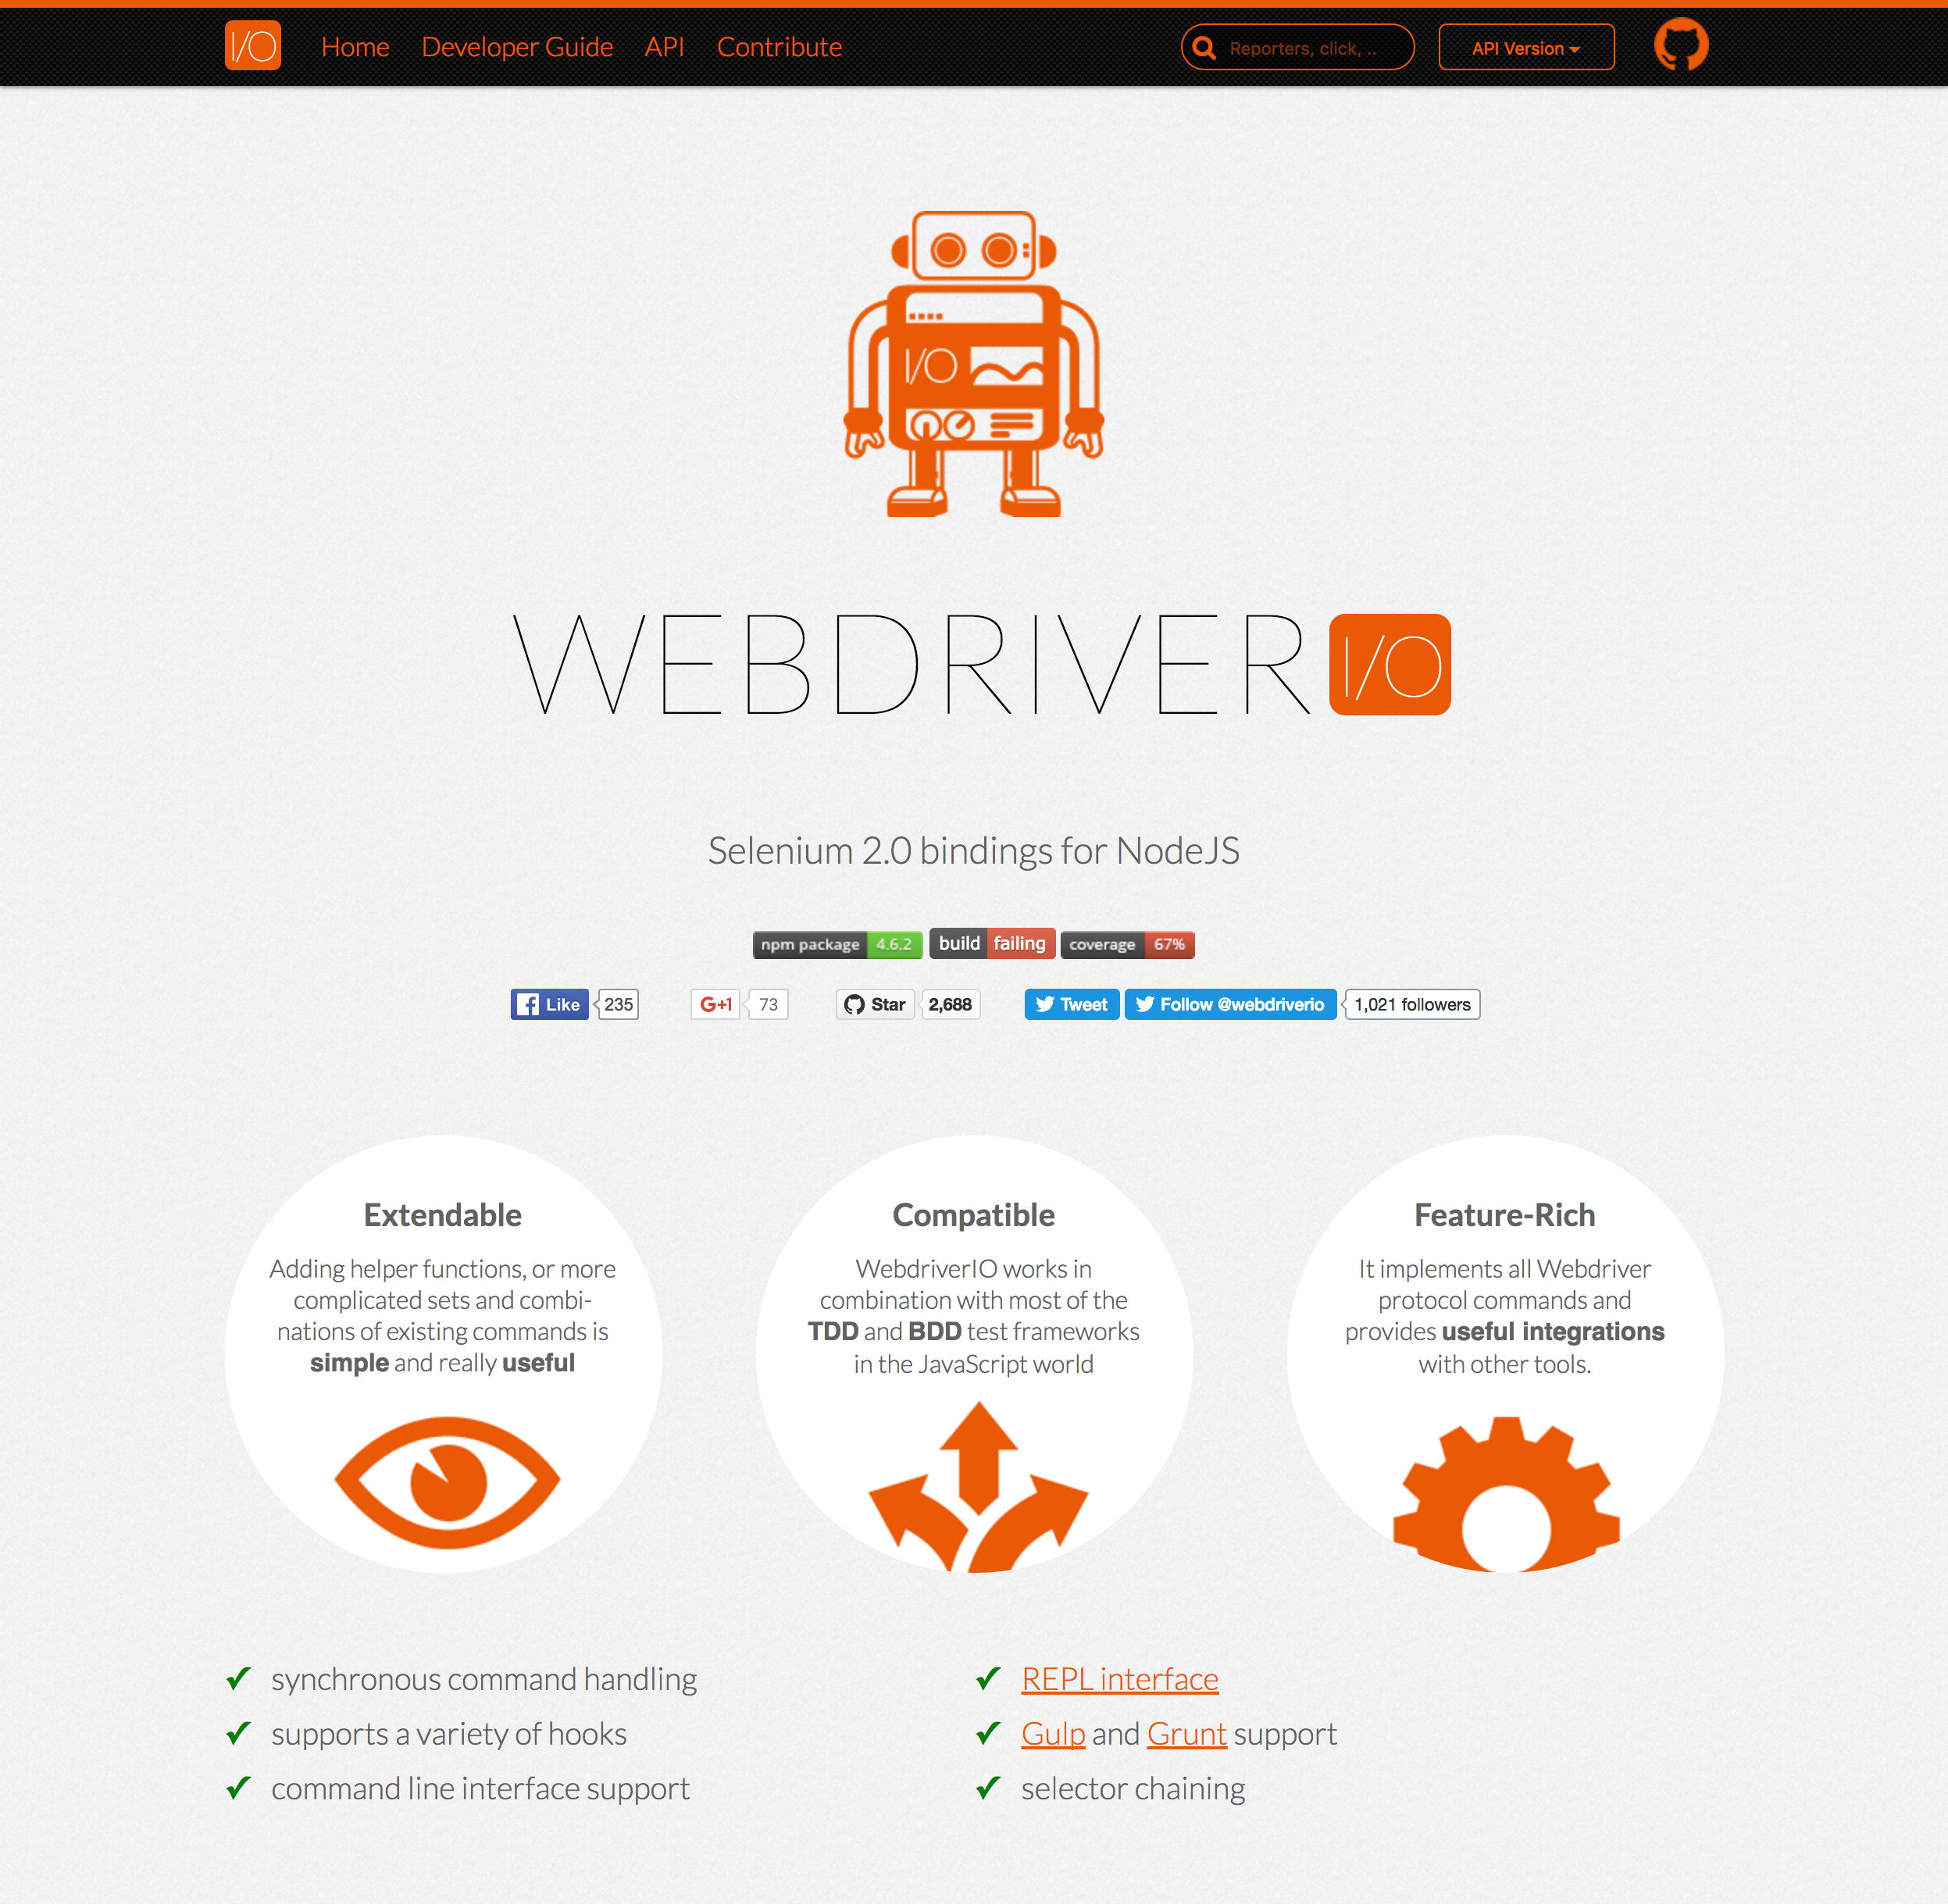 I/O Home Developer Guide API Contribute Reporters, click, .. API Version
I/O
WEBDRIVER I/O
Selenium 2.0 bindings for NodeJS
npm package 4.6.2 build failing coverage 67%
Like 235 G+1 73 Star 2,688 Tweet Follow @webdriverio 1,021 followers
Extendable
Adding helper functions, or more
complicated sets and combi-
nations of existing commands is
simple and really useful
Compatible
WebdriverIO works in
combination with most of the
TDD and BDD test frameworks
in the JavaScript world
Feature-Rich
It implements all Webdriver
protocol commands and
provides useful integrations
with other tools.
✓ synchronous command handling
✓ supports a variety of hooks
✓ command line interface support
✓ REPL interface
✓ Gulp and Grunt support
✓ selector chaining